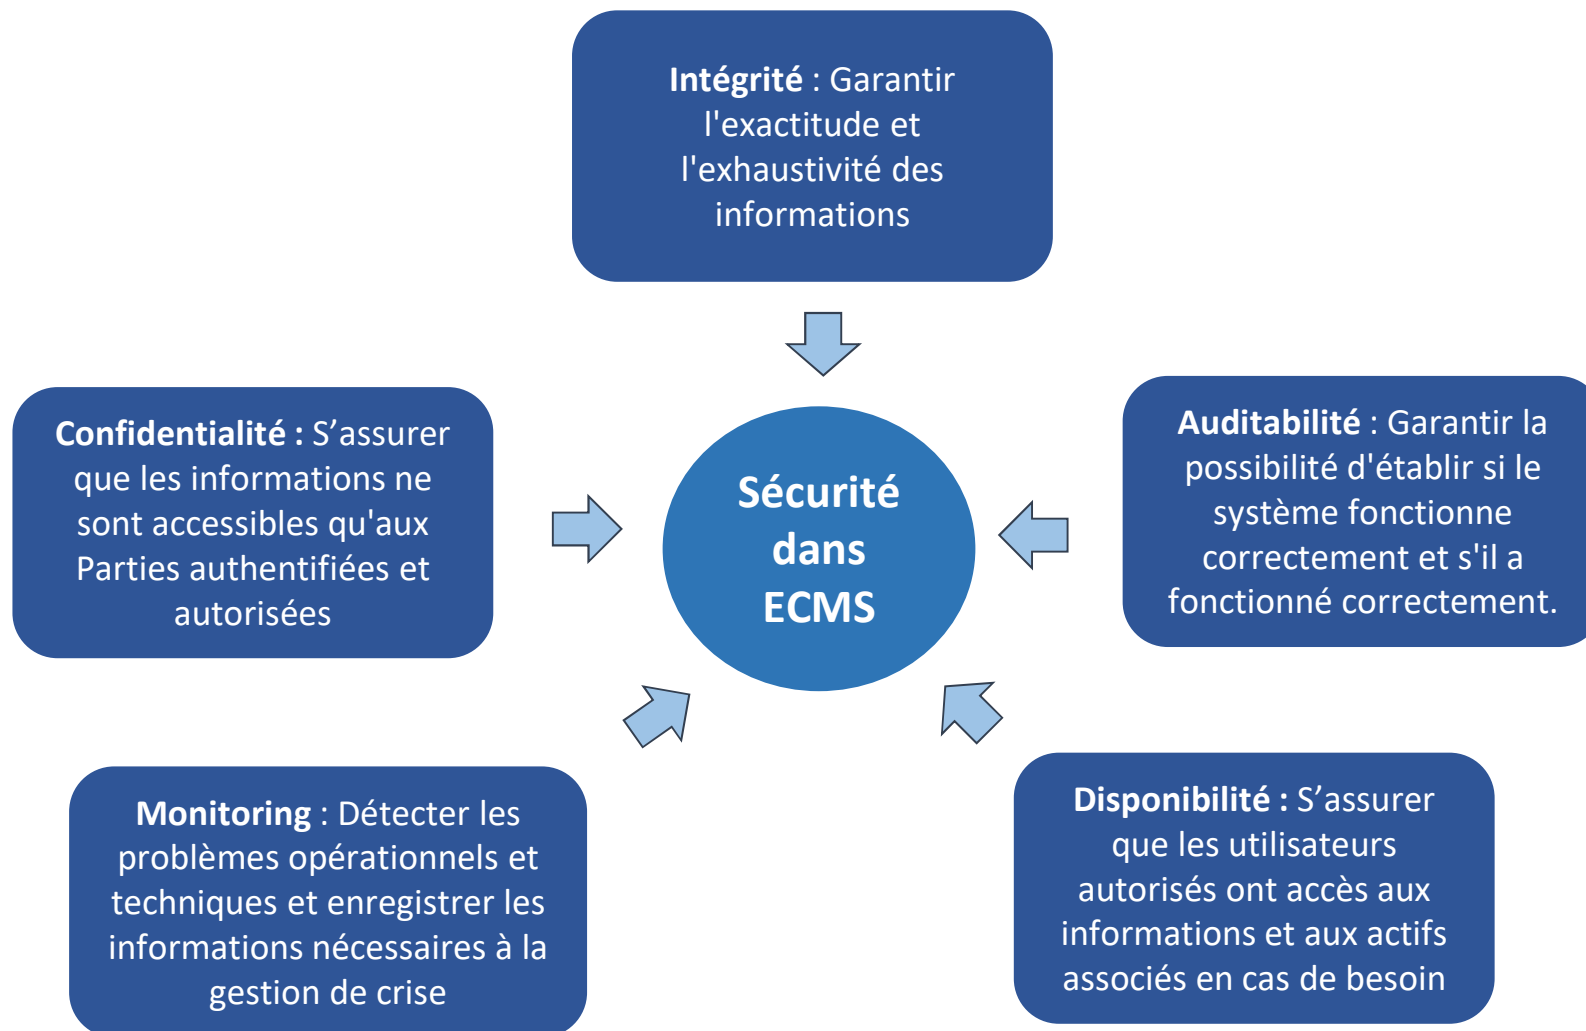 Intégrité : Garantir
l'exactitude et
l'exhaustivité des
informations
Confidentialité : S’assurer
que les informations ne
sont accessibles qu'aux
Parties authentifiées et
autorisées
Sécurité
dans
ECMS
Auditabilité : Garantir la
possibilité d'établir si le
système fonctionne
correctement et s'il a
fonctionné correctement.
Monitoring : Détecter les
problèmes opérationnels et
techniques et enregistrer les
informations nécessaires à la
gestion de crise
Disponibilité : S’assurer
que les utilisateurs
autorisés ont accès aux
informations et aux actifs
associés en cas de besoin